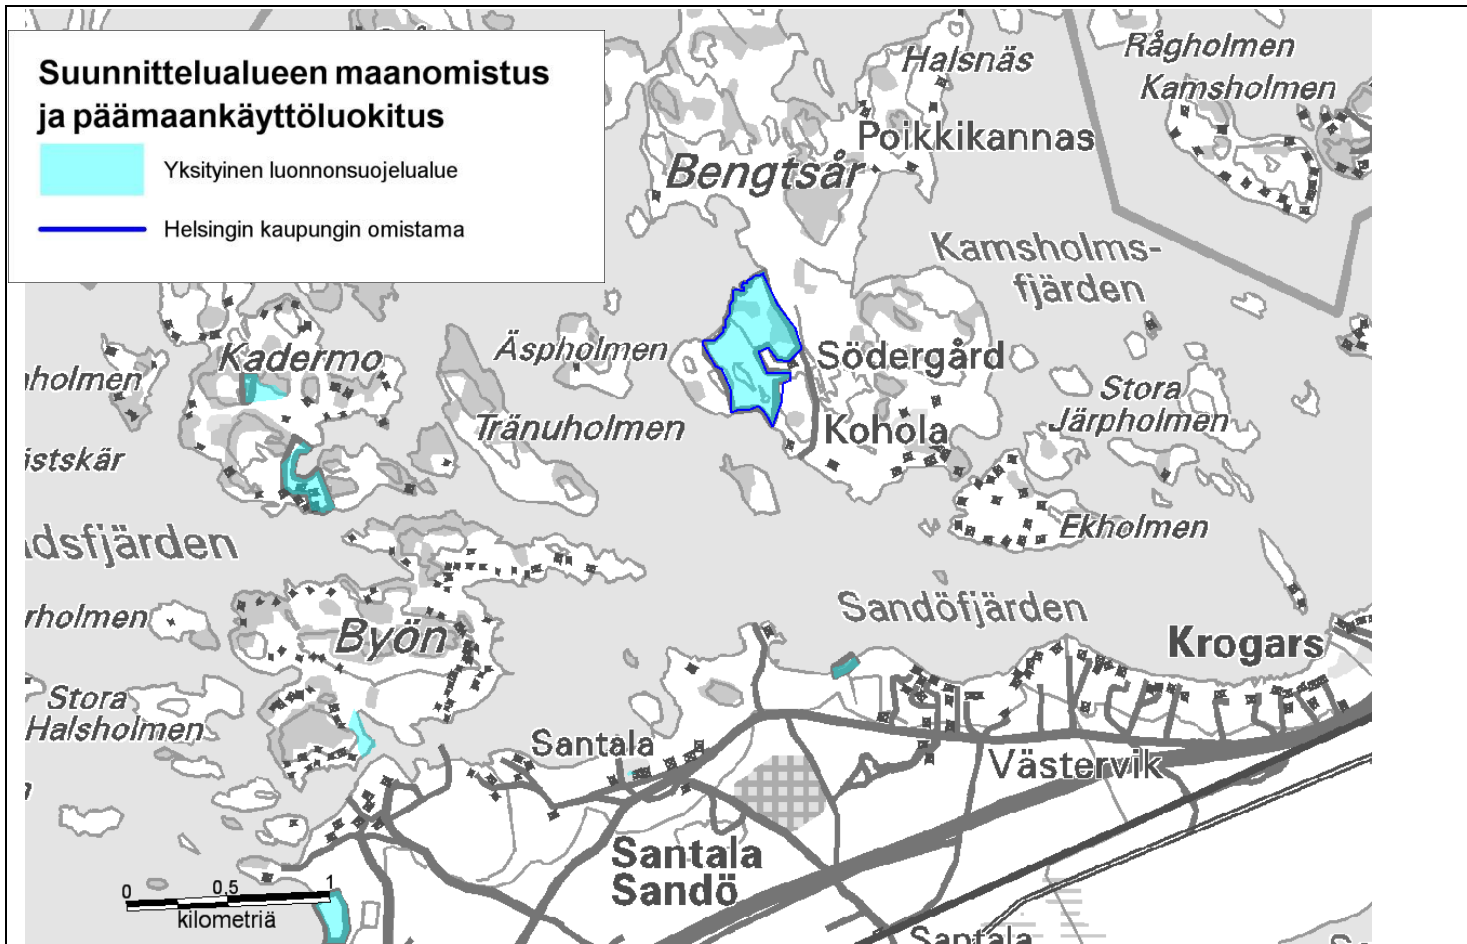 Suunnittelualueen maanomistus
ja päämaankäyttöluokitus
Yksityinen luonnonsuojelualue
Helsingin kaupungin omistama
Halsnäs
Rågholmen
Kamsholmen
Poikkikannas
Bengtsår
Kamsholms-
fjärden
Äspholmen
Kadermo
Södergård
holmen
Stora
Järpholmen
Tränuholmen
Kohola
istskär
Ekholmen
dsfjärden
Sandöfjärden
rholmen
Byön
Krogars
Stora
Halsholmen
Santala
Västervik
Santala
Sandö
0 0,5 1
kilometriä
Santala